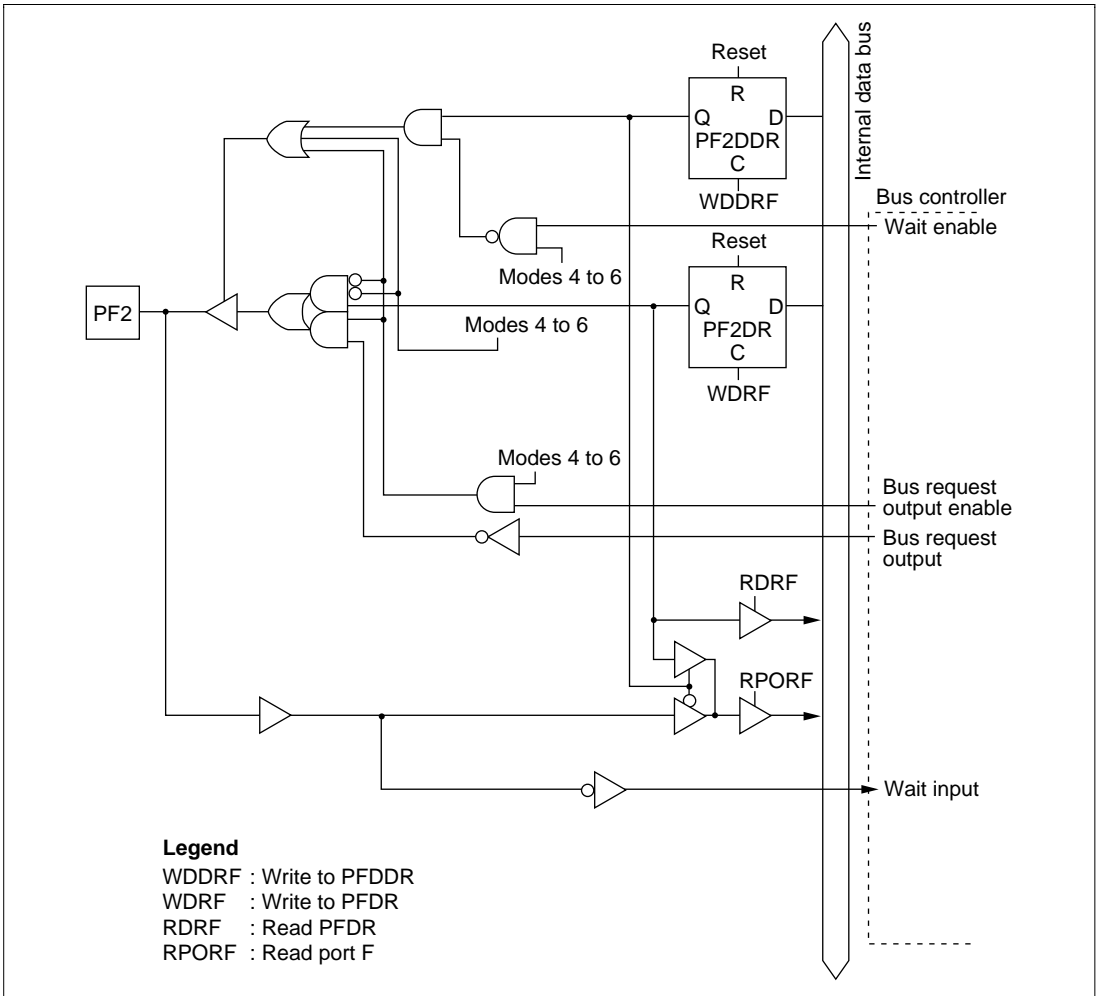 Reset
R
Q
D
PF2DDR
C
WDDRF
Internal data bus
Bus controller
Wait enable
Modes 4 to 6
Reset
R
Q
D
PF2DR
C
WDRF
PF2
Modes 4 to 6
Modes 4 to 6
Bus request
output enable
Bus request
output
RDRF
RPORF
Wait input
Legend
WDDRF : Write to PFDDR
WDRF : Write to PFDR
RDRF : Read PFDR
RPORF : Read port F